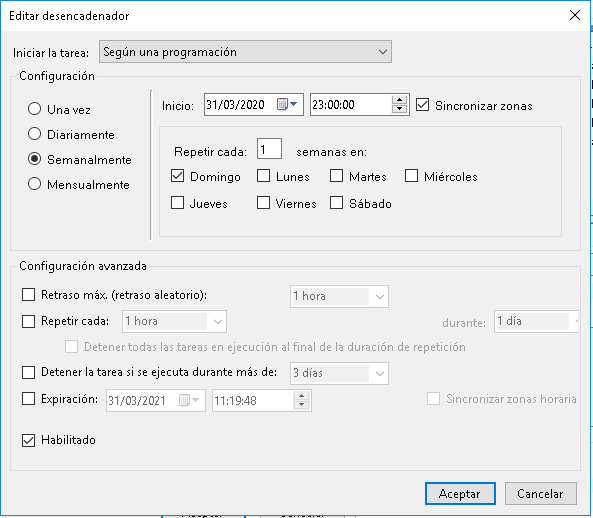 Editar desencadenador
Iniciar la tarea: Según una programación
Configuración
Una vez
Diariamente
Semanalmente
Mensualmente
Inicio: 31/03/2020 23:00:00 Sincronizar zonas
Repetir cada: 1 semanas en:
Domingo Lunes Martes Miércoles
Jueves Viernes Sábado
Configuración avanzada
Retraso máx. (retraso aleatorio): 1 hora
Repetir cada: 1 hora durante: 1 día
Detener todas las tareas en ejecución al final de la duración de repetición
Detener la tarea si se ejecuta durante más de: 3 días
Expiración: 31/03/2021 11:19:48 Sincronizar zonas horaria
Habilitado
Aceptar Cancelar